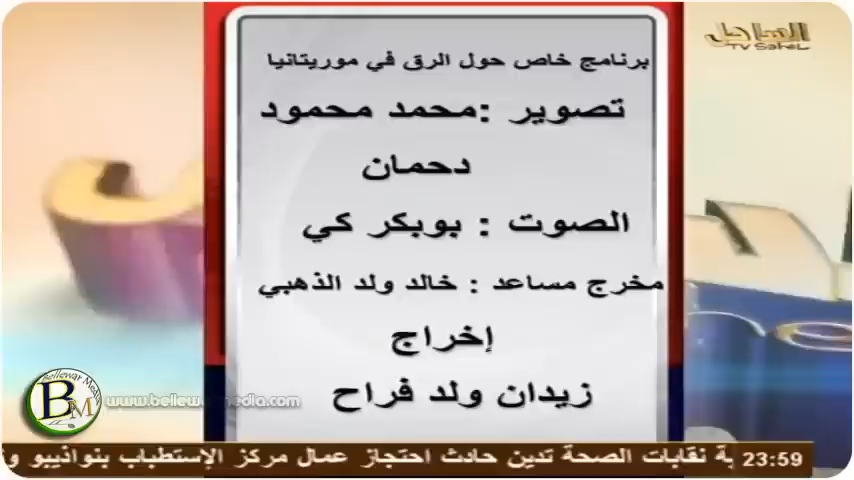 الساحل
TV SaheL
برنامج خاص حول الرق في موريتانيا
تصوير :محمد محمود
دحمان
الصوت : بوبكر كي
مخرج مساعد : خالد ولد الذهبي
إخراج
زيدان ولد فراح
Bellewar Media
BM
www.bellewarmedia.com
ية نقابات الصحة تدين حادث احتجاز عمال مركز الإستطباب بنواذيبو
23:59